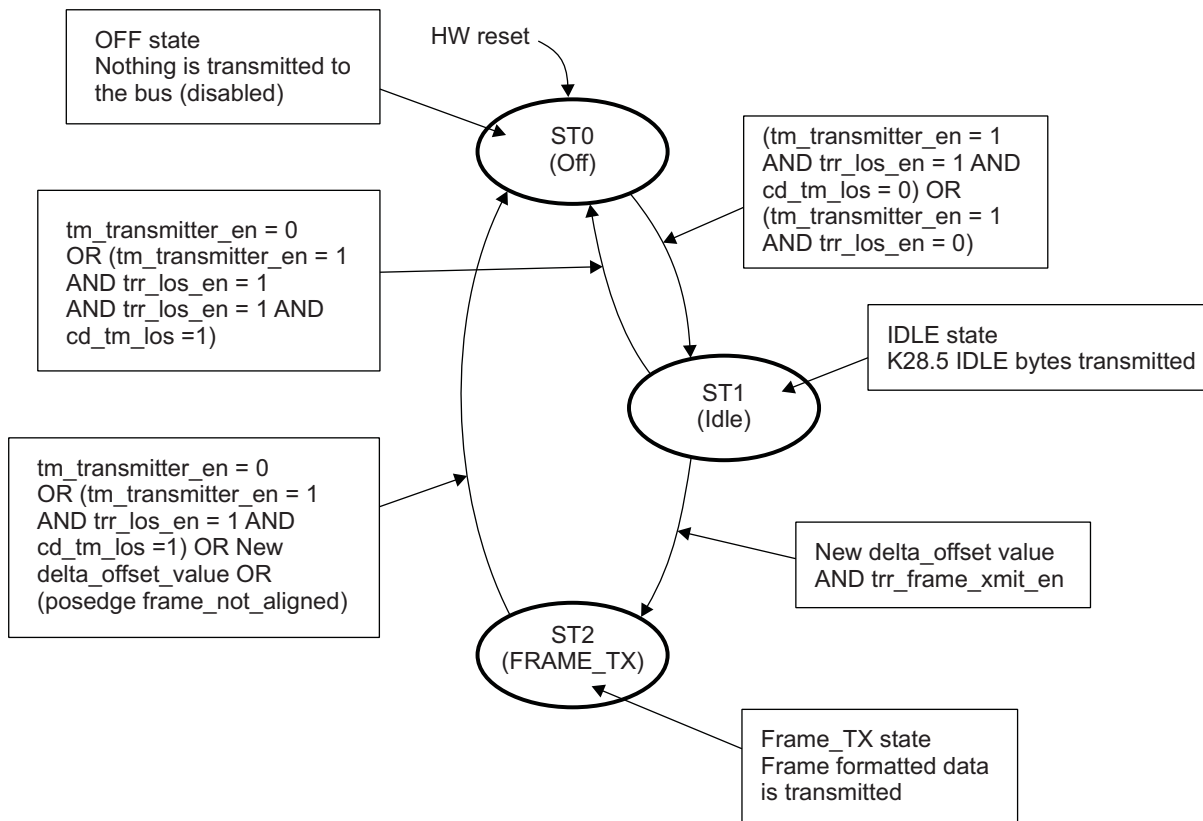 OFF state
Nothing is transmitted to
the bus (disabled)
HW reset
ST0
(Off)
(tm_transmitter_en = 1
AND trr_los_en = 1 AND
cd_tm_los = 0) OR
(tm_transmitter_en = 1
AND trr_los_en = 0)
tm_transmitter_en = 0
OR (tm_transmitter_en = 1
AND trr_los_en = 1
AND trr_los_en = 1 AND
cd_tm_los =1)
IDLE state
K28.5 IDLE bytes transmitted
ST1
(Idle)
tm_transmitter_en = 0
OR (tm_transmitter_en = 1
AND trr_los_en = 1 AND
cd_tm_los =1) OR New
delta_offset_value OR
(posedge frame_not_aligned)
New delta_offset value
AND trr_frame_xmit_en
ST2
(FRAME_TX)
Frame_TX state
Frame formatted data
is transmitted